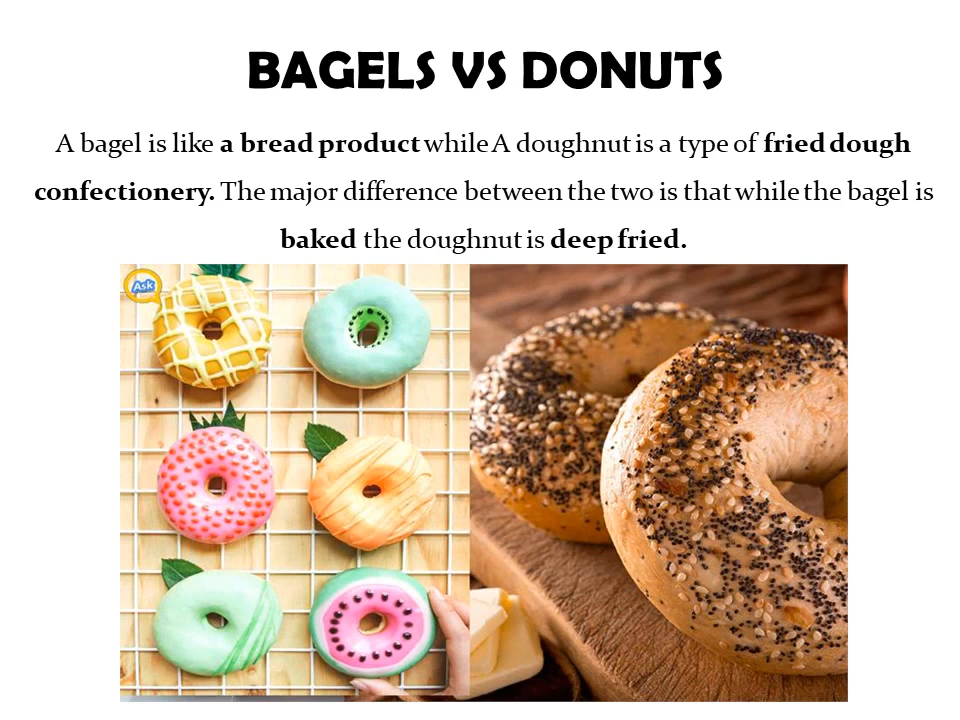 BAGELS VS DONUTS
A bagel is like a bread product while A doughnut is a type of fried dough
confectionery. The major difference between the two is that while the bagel is
baked the doughnut is deep fried.
Ask